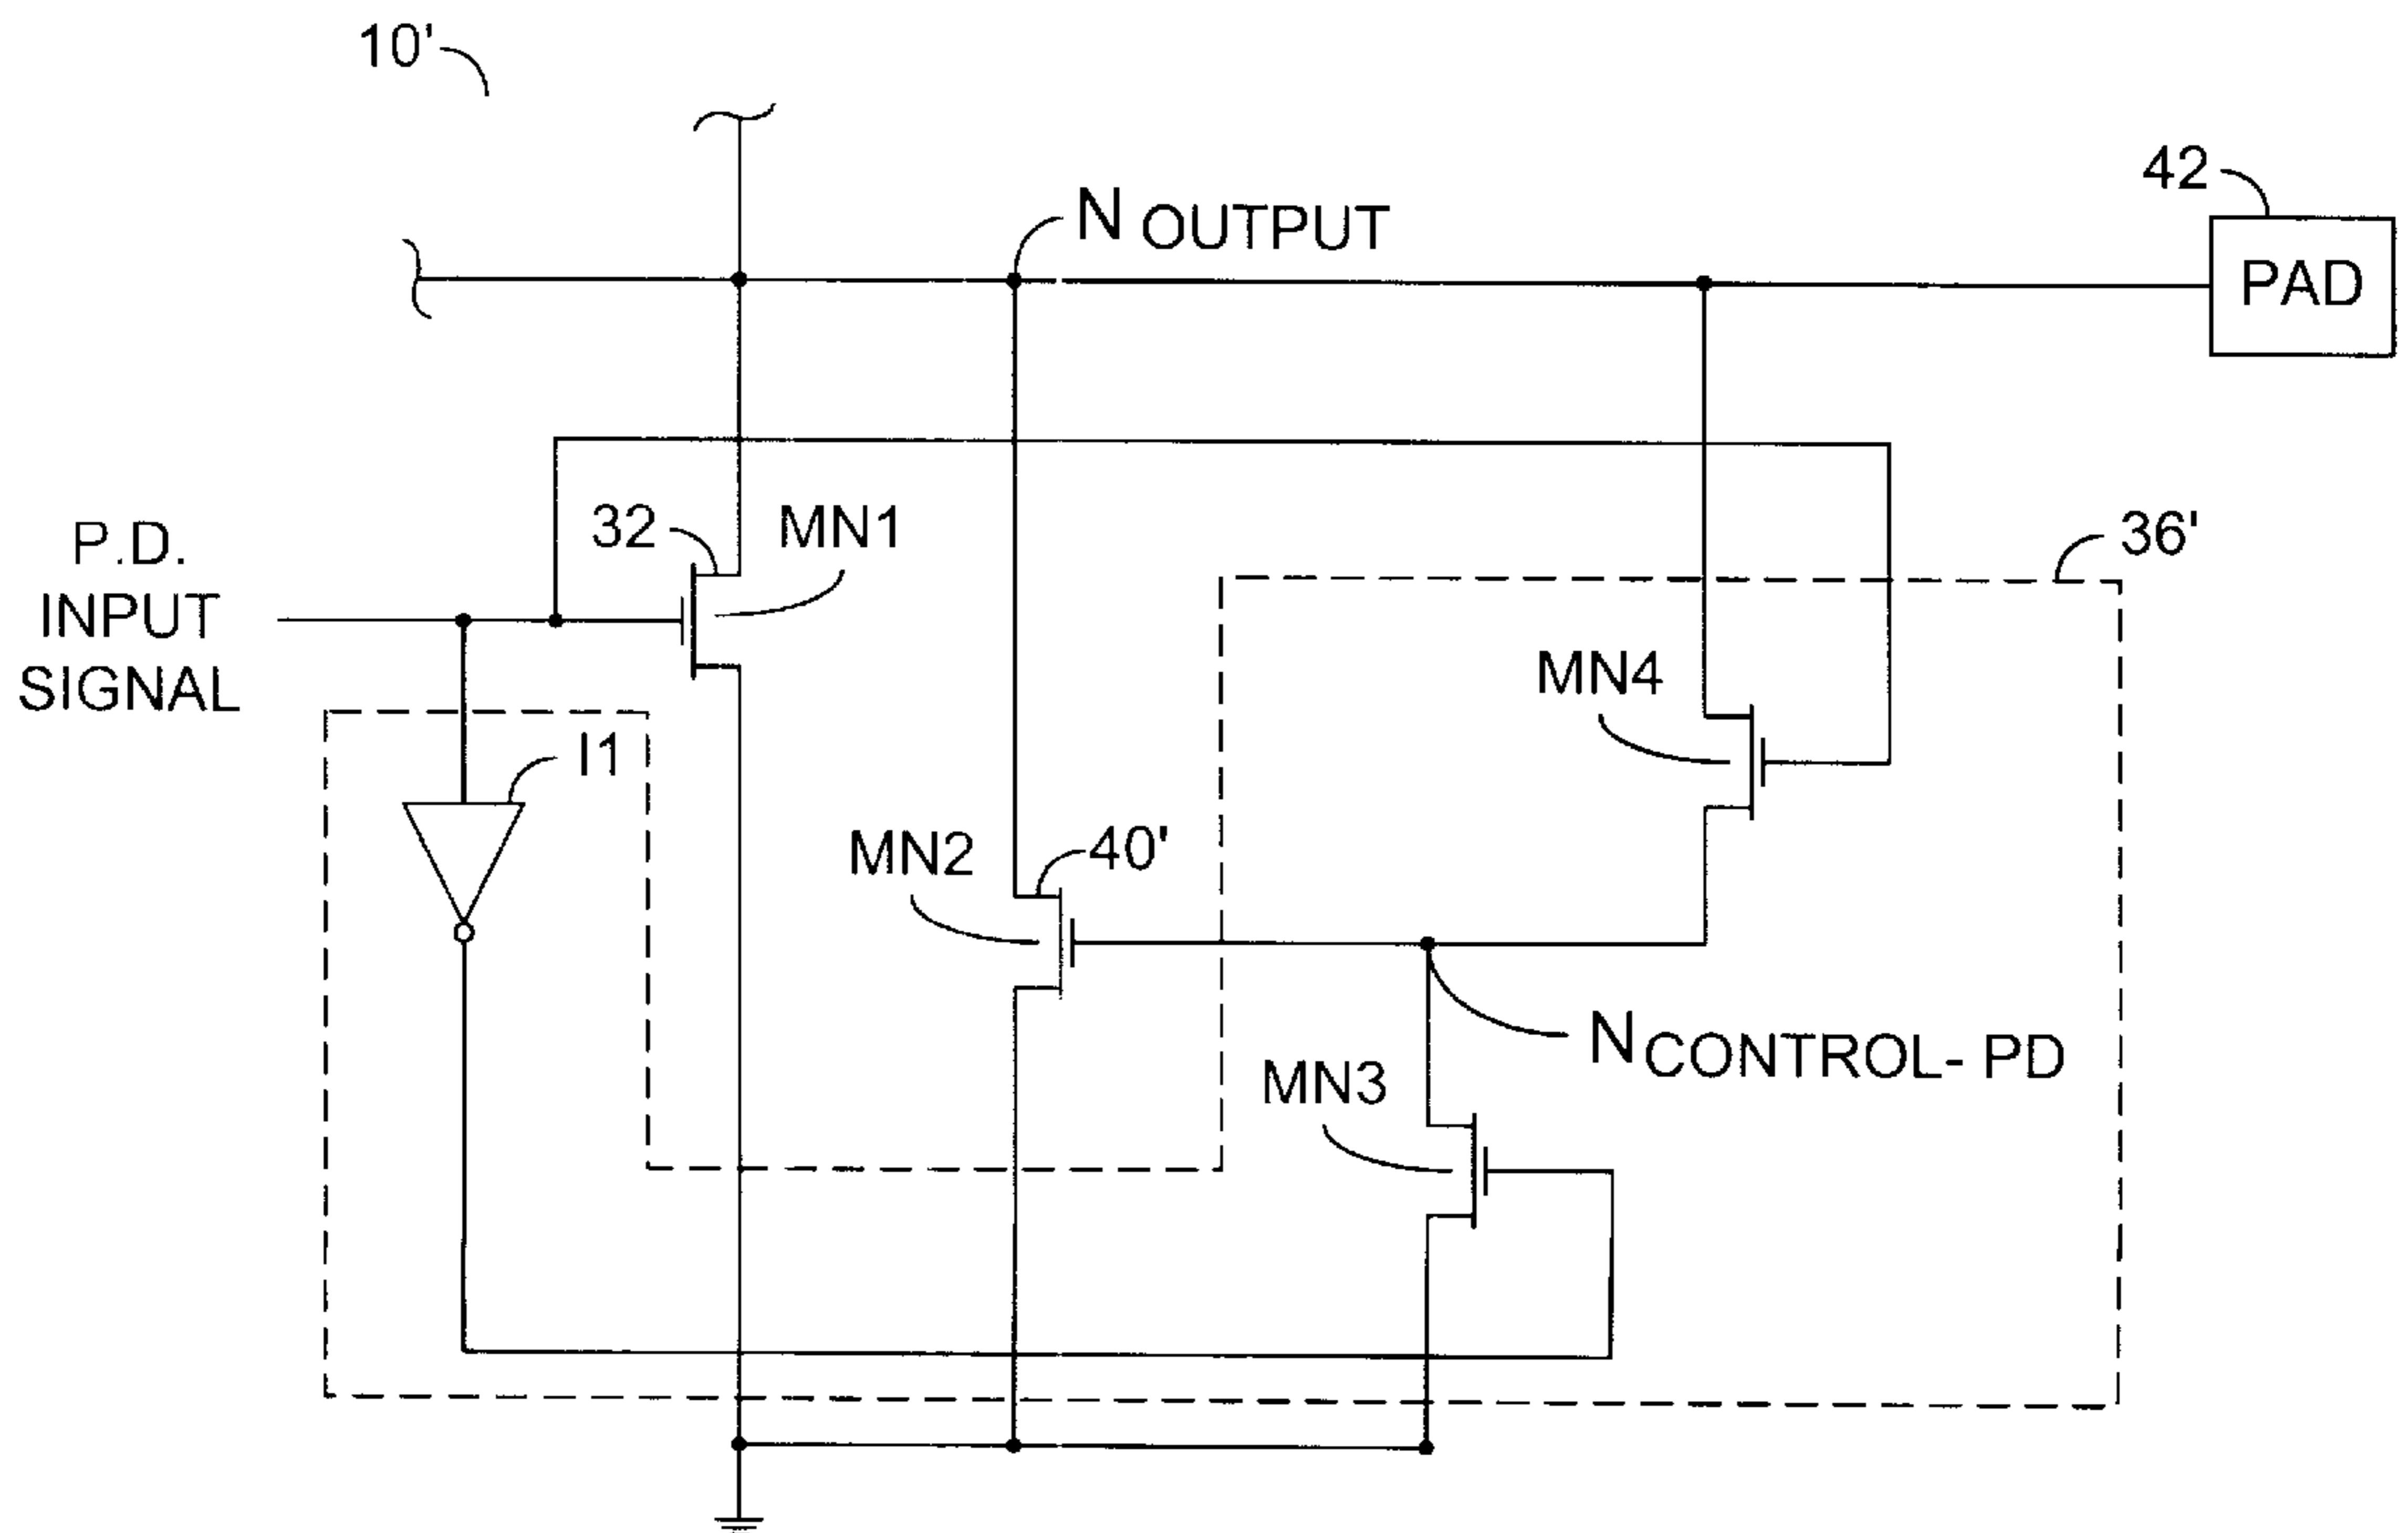 10'
42
N OUTPUT
PAD
32
MN1
36'
P.D.
INPUT
SIGNAL
MN4
I1
MN2
40'
N CONTROL- PD
MN3